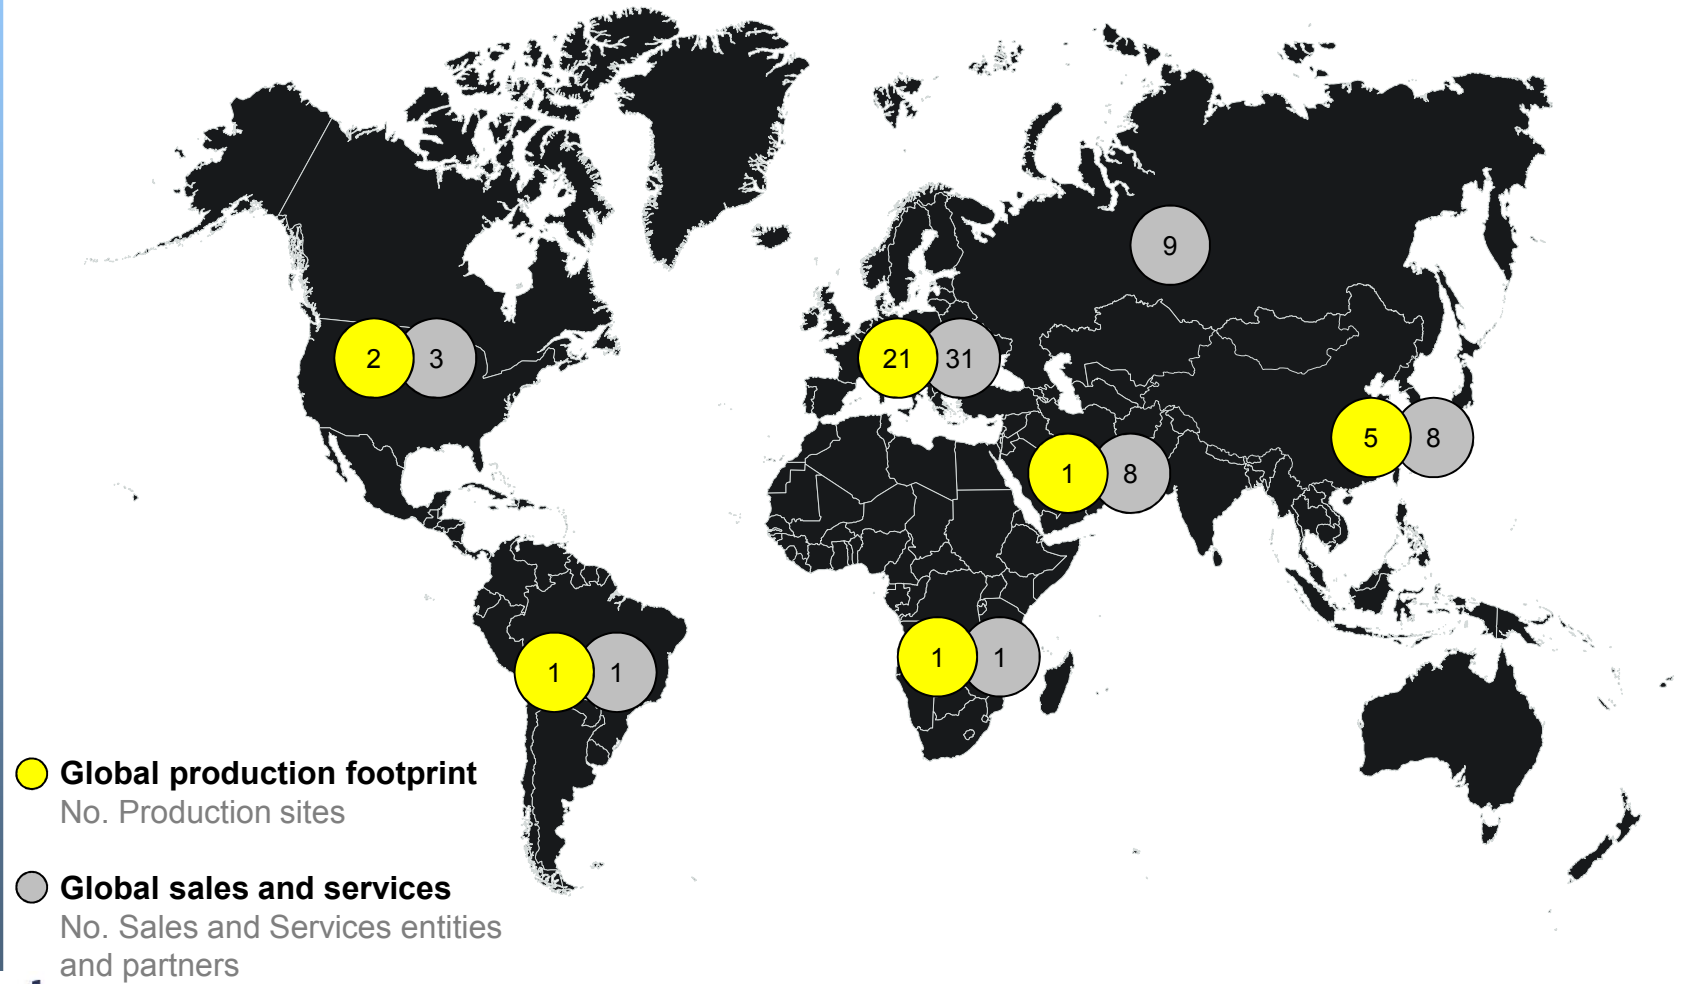 9
2 3
21 31
5 8
1 8
1 1
1 1
Global production footprint
No. Production sites
Global sales and services
No. Sales and Services entities
and partners